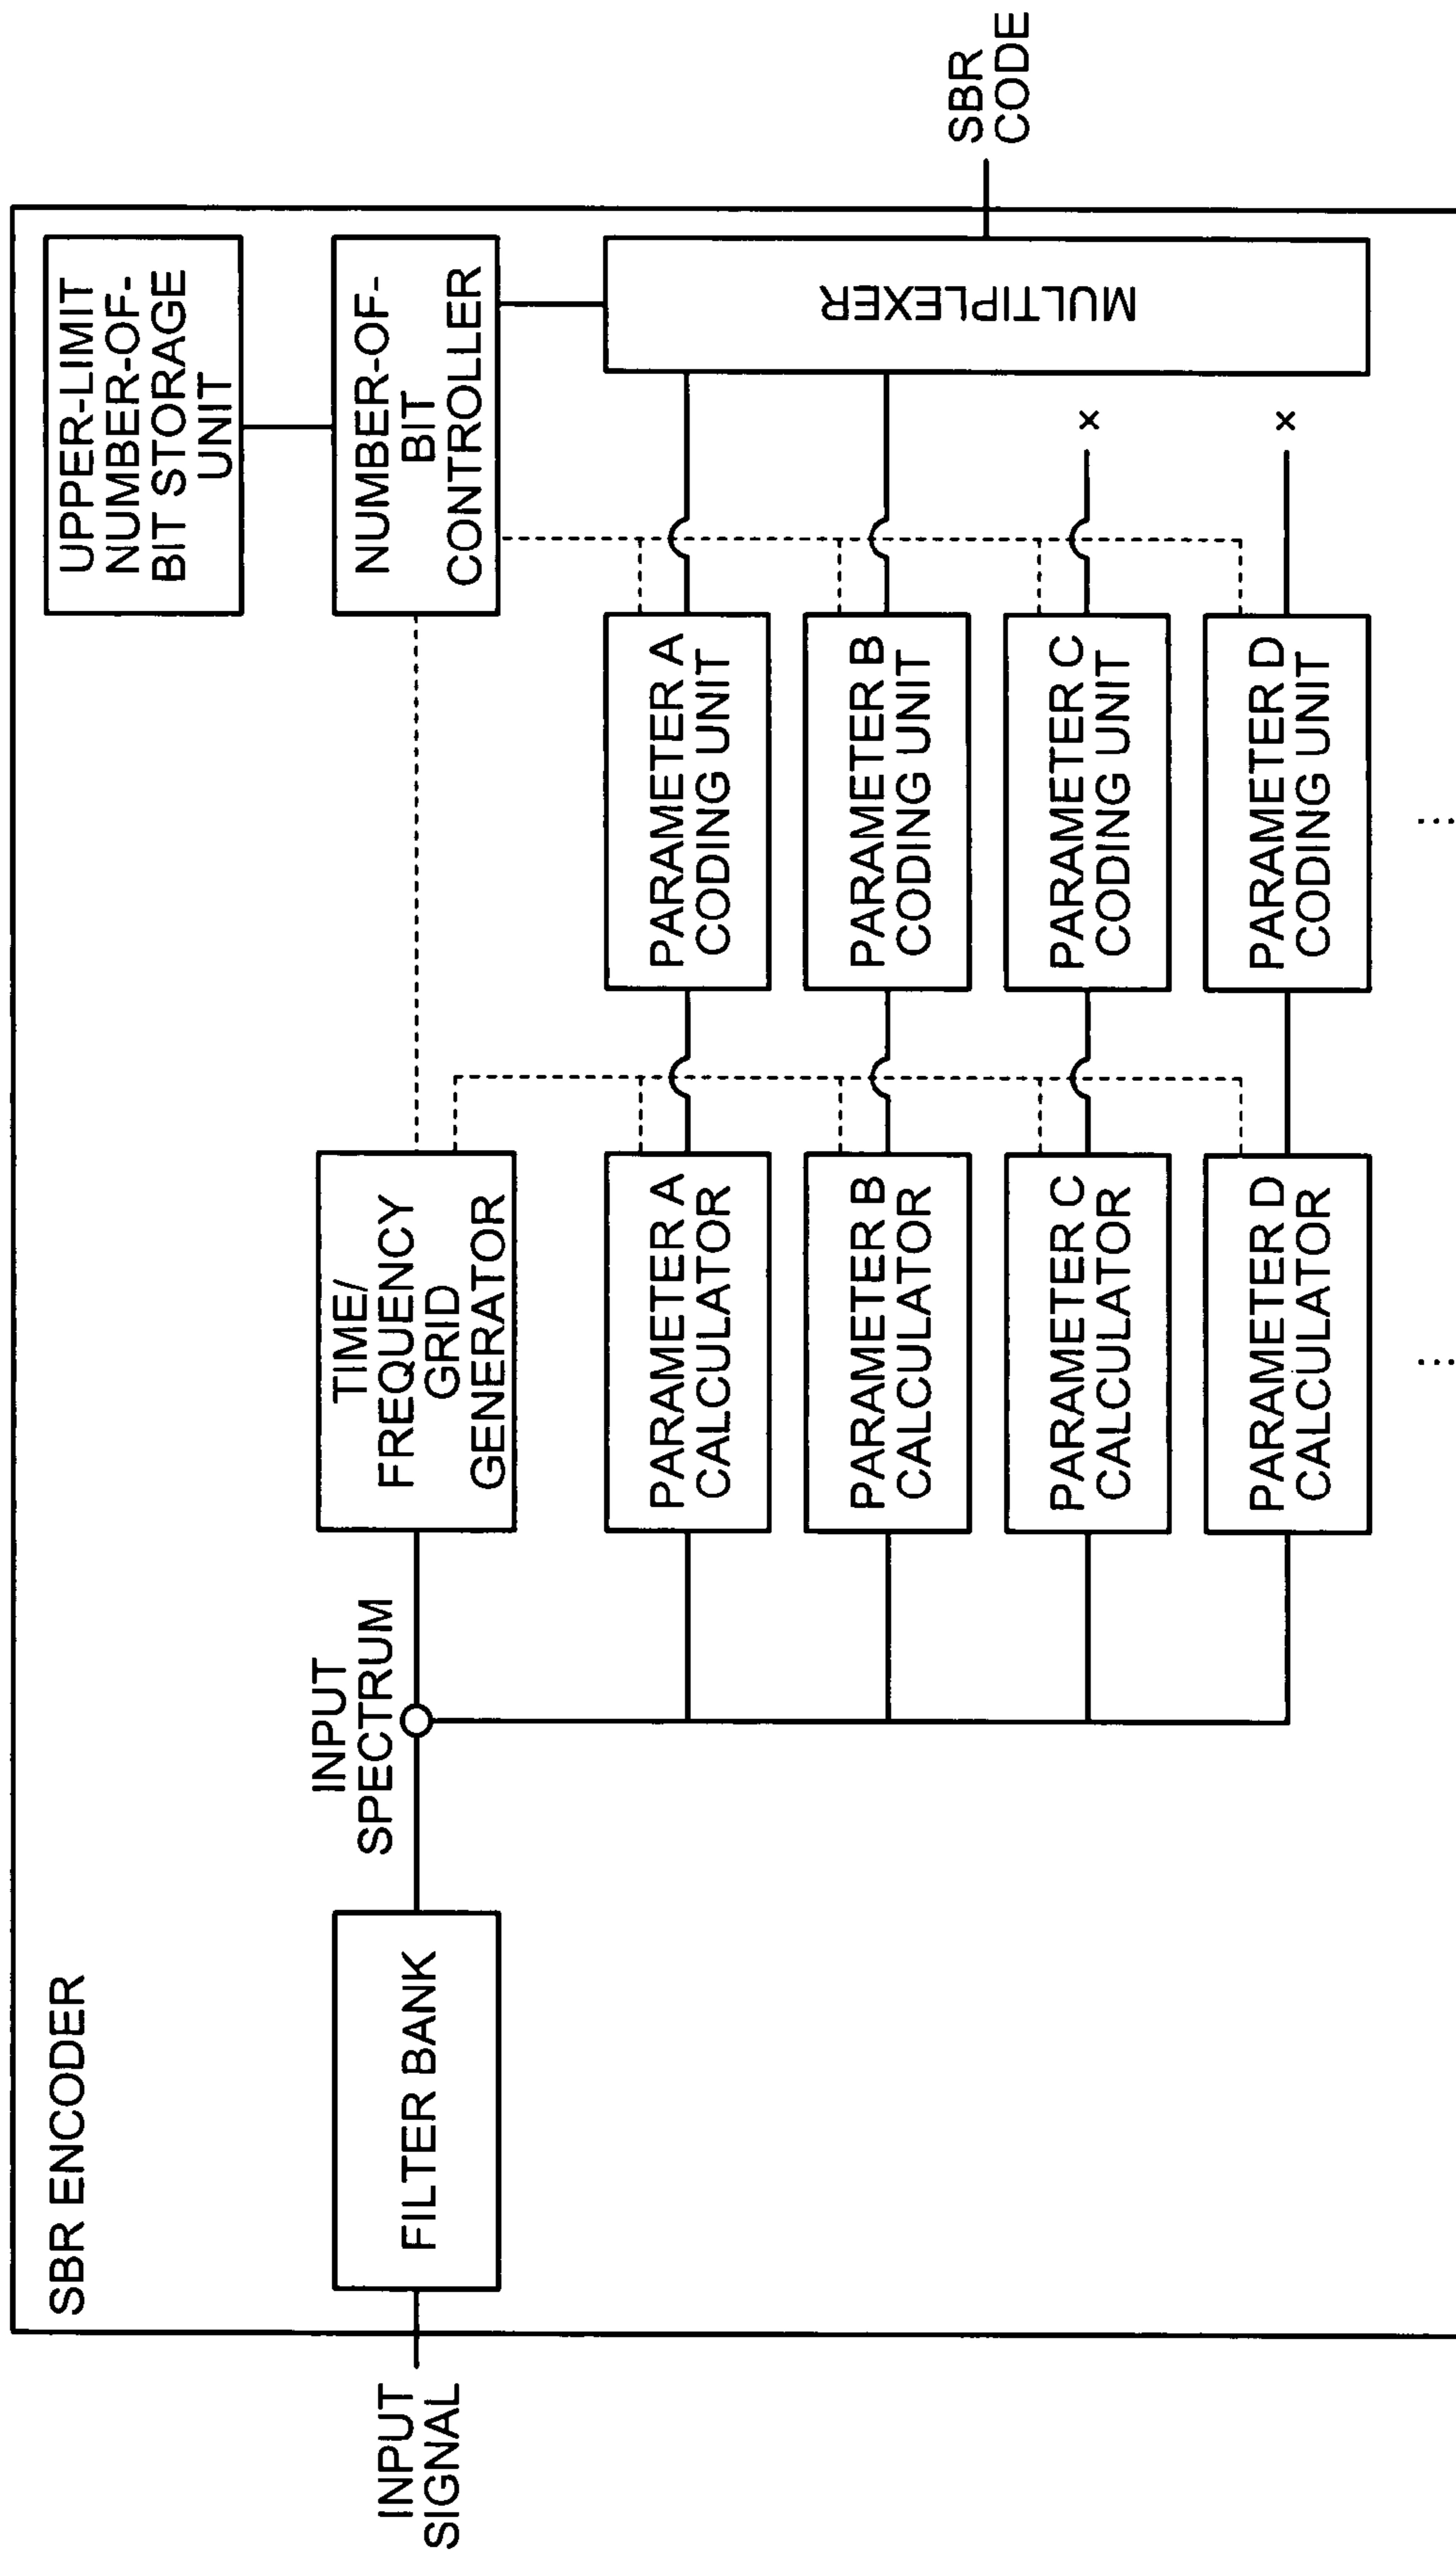 SBR ENCODER
INPUT
SIGNAL
FILTER BANK
INPUT
SPECTRUM
TIME/
FREQUENCY
GRID
GENERATOR
UPPER-LIMIT
NUMBER-OF-
BIT STORAGE
UNIT
NUMBER-OF-
BIT
CONTROLLER
PARAMETER A
CALCULATOR
PARAMETER A
CODING UNIT
PARAMETER B
CALCULATOR
PARAMETER B
CODING UNIT
PARAMETER C
CALCULATOR
PARAMETER C
CODING UNIT
×
PARAMETER D
CALCULATOR
PARAMETER D
CODING UNIT
×
...
...
MULTIPLEXER
SBR
CODE